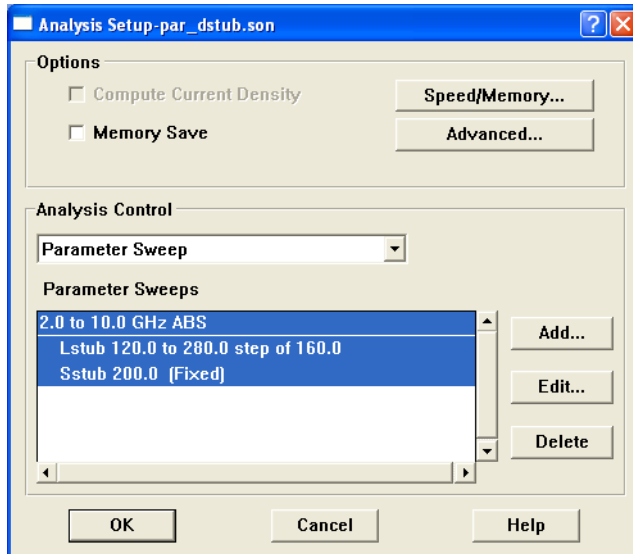 Analysis Setup-par_dstub.son
Options
Compute Current Density
Speed/Memory...
Memory Save
Advanced...
Analysis Control
Parameter Sweep
Parameter Sweeps
2.0 to 10.0 GHz ABS
Lstub 120.0 to 280.0 step of 160.0
Sstub 200.0 (Fixed)
Add...
Edit...
Delete
OK
Cancel
Help